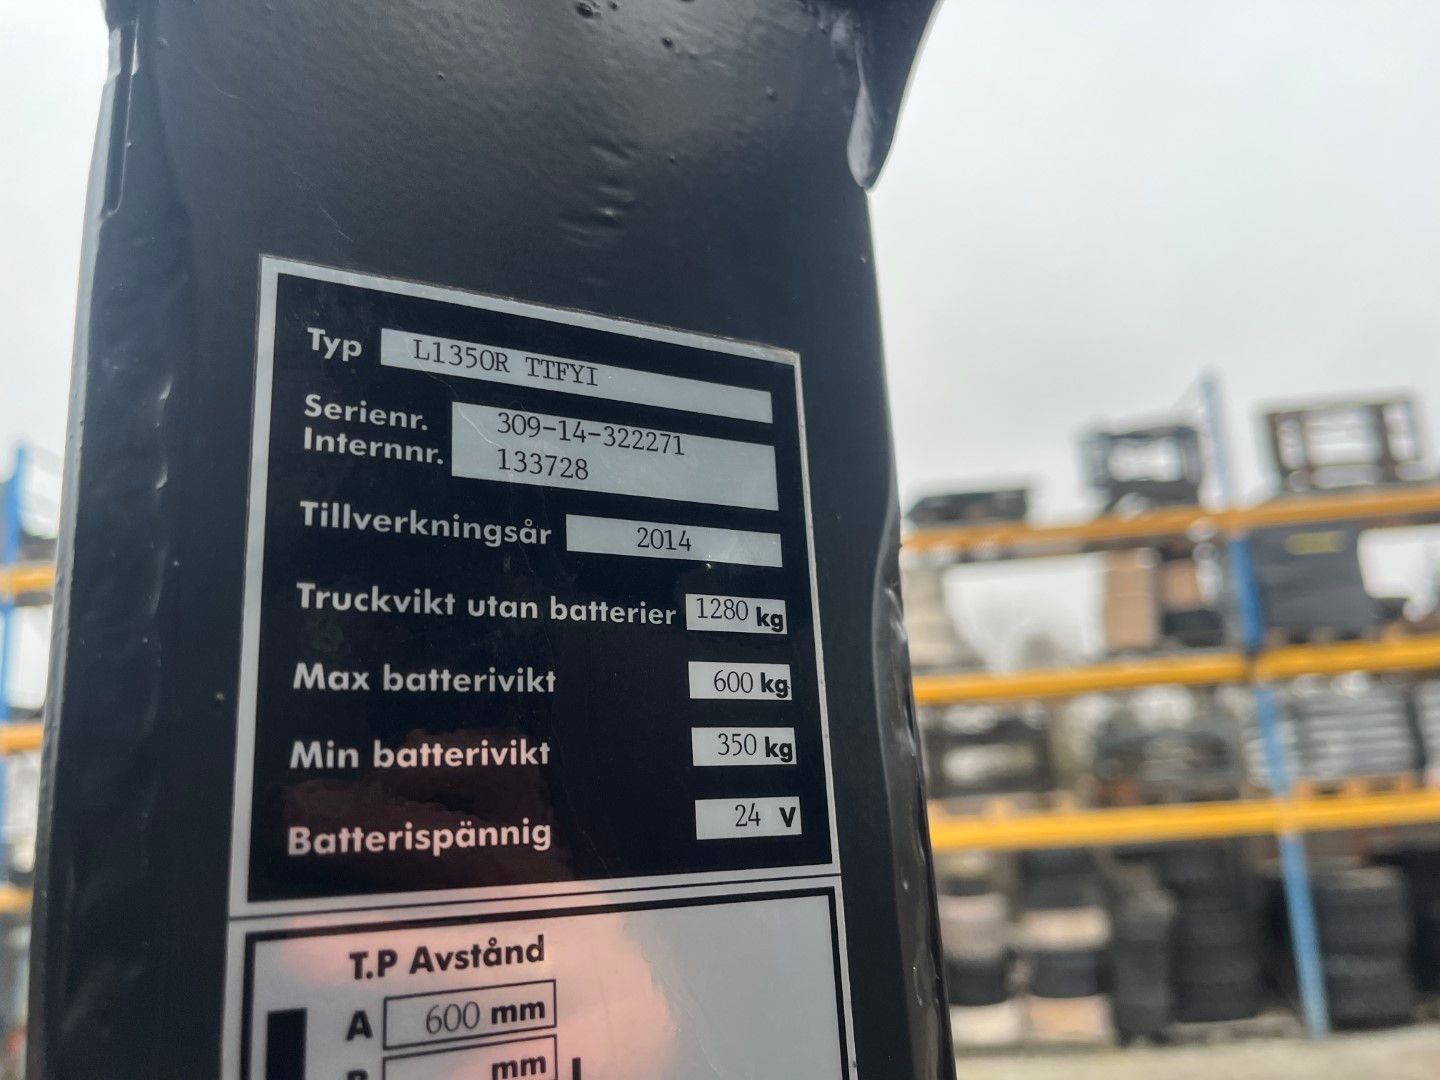 Typ L1350R TTFYI
Serienr. 309-14-322271
Internnr. 133728
Tillverkningsår 2014
Truckvikt utan batterier 1280 kg
Max batterivikt 600 kg
Min batterivikt 350 kg
Batterispännig 24 V
T.P Avstånd
A 600 mm
B mm